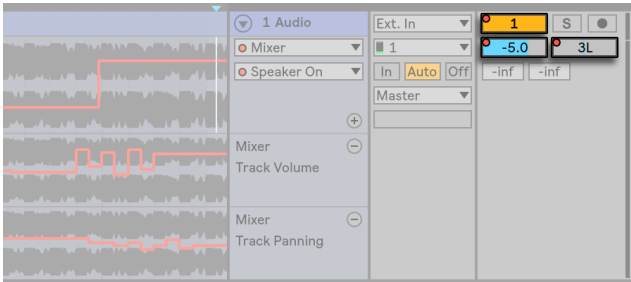 1 Audio Ext. In 1 S
Mixer 1 -5.0 3L
Speaker On In Auto Off -inf -inf
Master
Mixer
Track Volume
Mixer
Track Panning